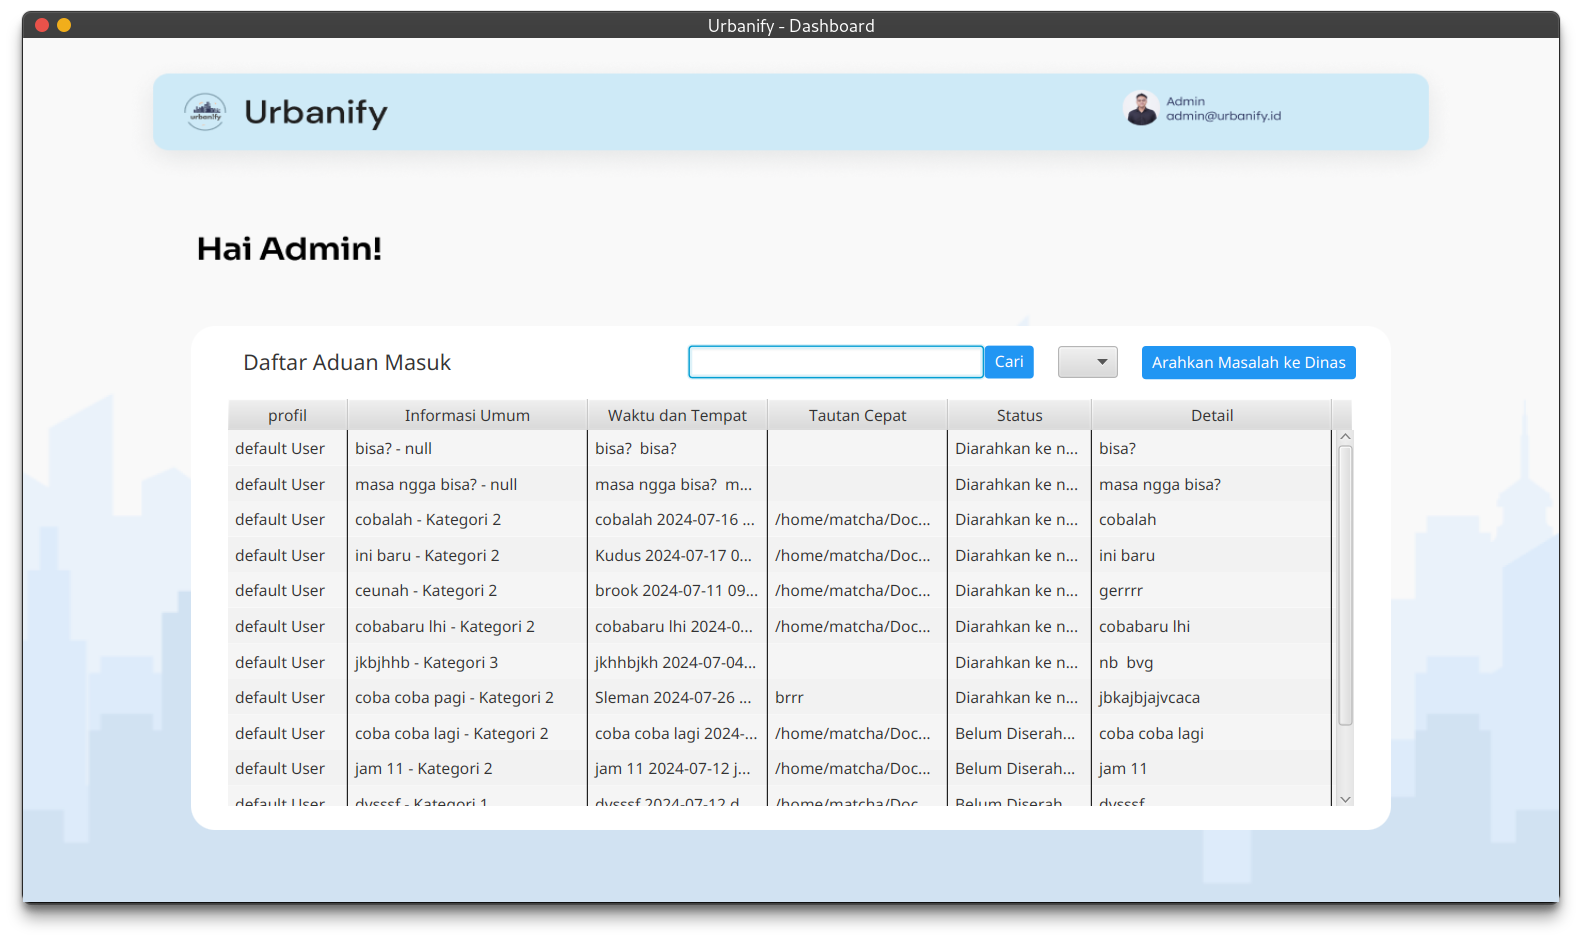 Urbanify - Dashboard
urbanify
Urbanify
Admin
admin@urbanify.id
Hai Admin!
Daftar Aduan Masuk
Cari
Arahkan Masalah ke Dinas
profil Informasi Umum Waktu dan Tempat Tautan Cepat Status Detail
default User bisa? - null bisa? bisa? Diarahkan ke n... bisa?
default User masa ngga bisa? - null masa ngga bisa? m... Diarahkan ke n... masa ngga bisa?
default User cobalah - Kategori 2 cobalah 2024-07-16 ... /home/matcha/Doc... Diarahkan ke n... cobalah
default User ini baru - Kategori 2 Kudus 2024-07-17 0... /home/matcha/Doc... Diarahkan ke n... ini baru
default User ceunah - Kategori 2 brook 2024-07-11 09... /home/matcha/Doc... Diarahkan ke n... gerrrr
default User cobabaru lhi - Kategori 2 cobabaru lhi 2024-0... /home/matcha/Doc... Diarahkan ke n... cobabaru lhi
default User jkbjhhb - Kategori 3 jkhhbjkh 2024-07-04... Diarahkan ke n... nb bvg
default User coba coba pagi - Kategori 2 Sleman 2024-07-26 ... brrr Diarahkan ke n... jbkajbjajvcaca
default User coba coba lagi - Kategori 2 coba coba lagi 2024-... /home/matcha/Doc... Belum Diserah... coba coba lagi
default User jam 11 - Kategori 2 jam 11 2024-07-12 j... /home/matcha/Doc... Belum Diserah... jam 11
default User dvsssf - Kategori 1 dvsssf 2024-07-12 d... /home/matcha/Doc... Belum Diserah... dvsssf